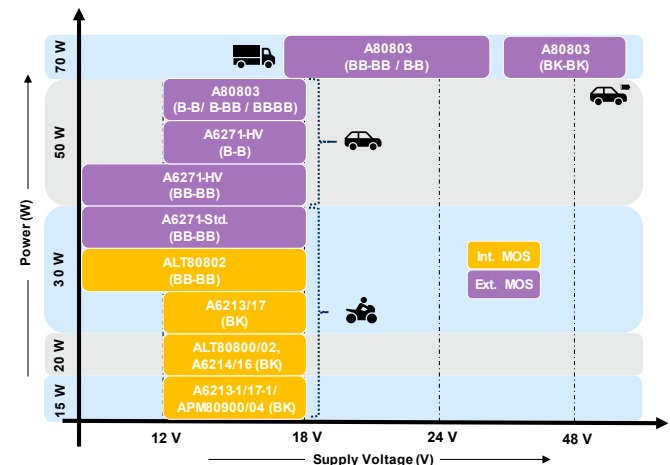 70 W
A80803
(BB-BB / B-B)
A80803
(BK-BK)
50 W
A80803
(B-B/ B-BB / BB-BB)
A6271-HV
(B-B)
A6271-HV
(BB-BB)
Power (W)
30 W
A6271-Std.
(BB-BB)
ALT80802
(BB-BB)
A6213/17
(BK)
Int. MOS
Ext. MOS
20 W
ALT80800/02,
A6214/16 (BK)
15 W
A6213-1/17-1/
APM80900/04 (BK)
12 V
18 V
24 V
48 V
Supply Voltage (V)